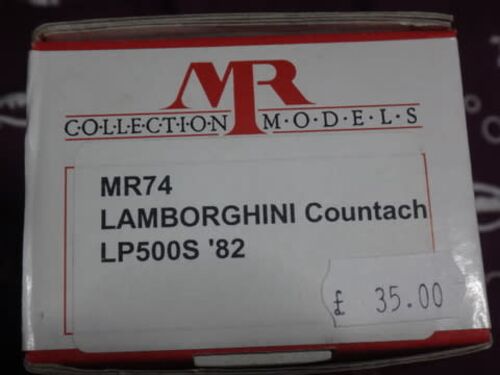 MR
COLLECTION MODELS
MR74
LAMBORGHINI Countach
LP500S '82
£ 35.00